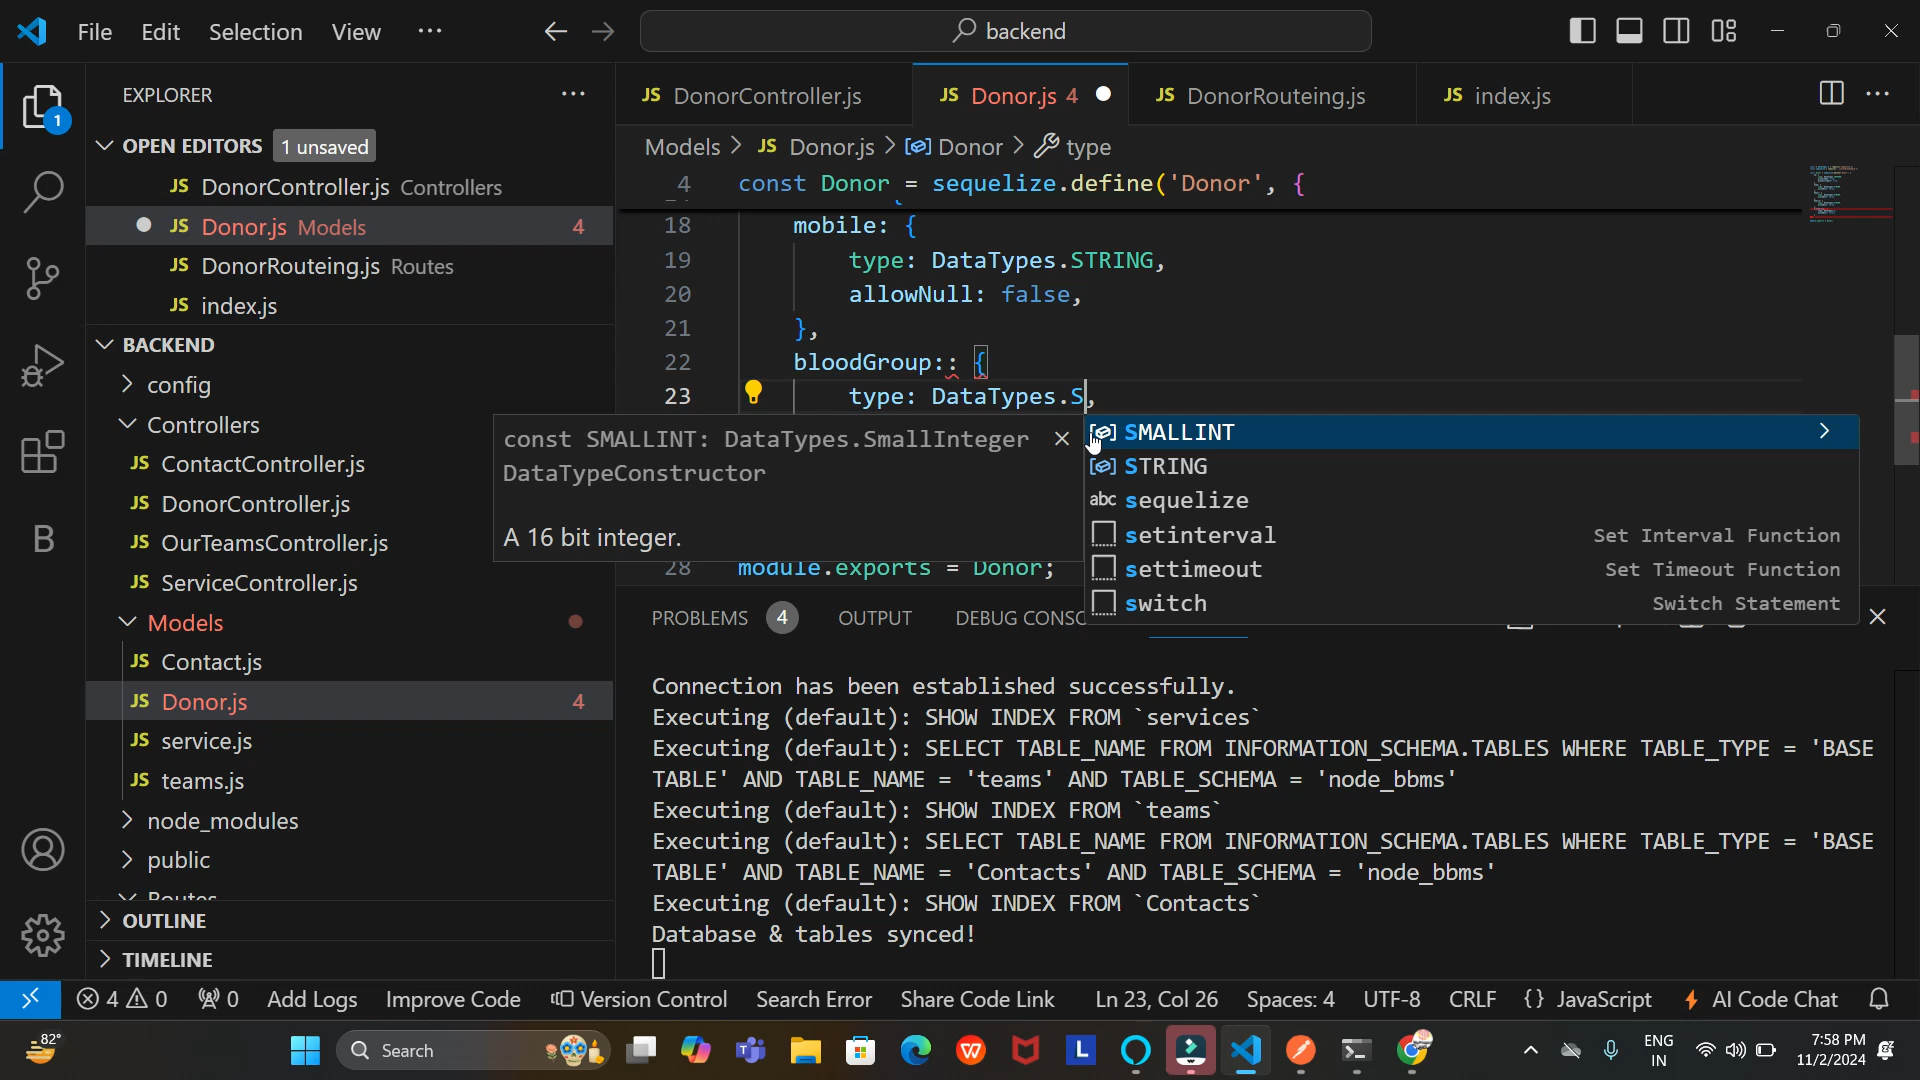 File Edit Selection View ··· backend
EXPLORER ···
OPEN EDITORS 1 unsaved
JS DonorController.js Controllers
JS Donor.js Models 4
JS DonorRouteing.js Routes
JS index.js
BACKEND
config
Controllers
JS ContactController.js
JS DonorController.js
JS OurTeamsController.js
JS ServiceController.js
Models
JS Contact.js
JS Donor.js 4
JS service.js
JS teams.js
node_modules
public
Routes
OUTLINE
TIMELINE
1
B
JS DonorController.js JS Donor.js 4 JS DonorRouteing.js JS index.js ···
Models > JS Donor.js > Donor > type
4 const Donor = sequelize.define('Donor', {
18 mobile: {
19 type: DataTypes.STRING,
20 allowNull: false,
21 },
22 bloodGroup:: {
23 type: DataTypes.S,
const SMALLINT: DataTypes.SmallInteger
DataTypeConstructor
A 16 bit integer.
SMALLINT
STRING
abc sequelize
setinterval Set Interval Function
settimeout Set Timeout Function
switch Switch Statement
28 module.exports = Donor;
PROBLEMS 4 OUTPUT DEBUG CONSC
Connection has been established successfully.
Executing (default): SHOW INDEX FROM `services`
Executing (default): SELECT TABLE_NAME FROM INFORMATION_SCHEMA.TABLES WHERE TABLE_TYPE = 'BASE
TABLE' AND TABLE_NAME = 'teams' AND TABLE_SCHEMA = 'node_bbms'
Executing (default): SHOW INDEX FROM `teams`
Executing (default): SELECT TABLE_NAME FROM INFORMATION_SCHEMA.TABLES WHERE TABLE_TYPE = 'BASE
TABLE' AND TABLE_NAME = 'Contacts' AND TABLE_SCHEMA = 'node_bbms'
Executing (default): SHOW INDEX FROM `Contacts`
Database & tables synced!
4 0 0 Add Logs Improve Code Version Control Search Error Share Code Link Ln 23, Col 26 Spaces: 4 UTF-8 CRLF {} JavaScript AI Code Chat
82° Search W L ENG 7:58 PM
IN 11/2/2024